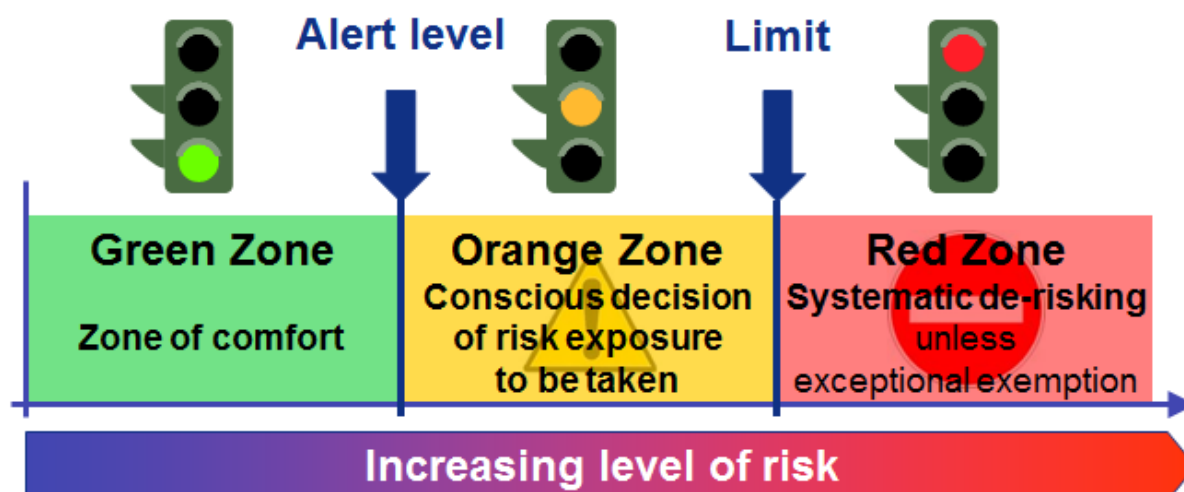 Alert level
Limit
Green Zone
Zone of comfort
Orange Zone
Conscious decision
of risk exposure
to be taken
Red Zone
Systematic de-risking
unless
exceptional exemption
Increasing level of risk